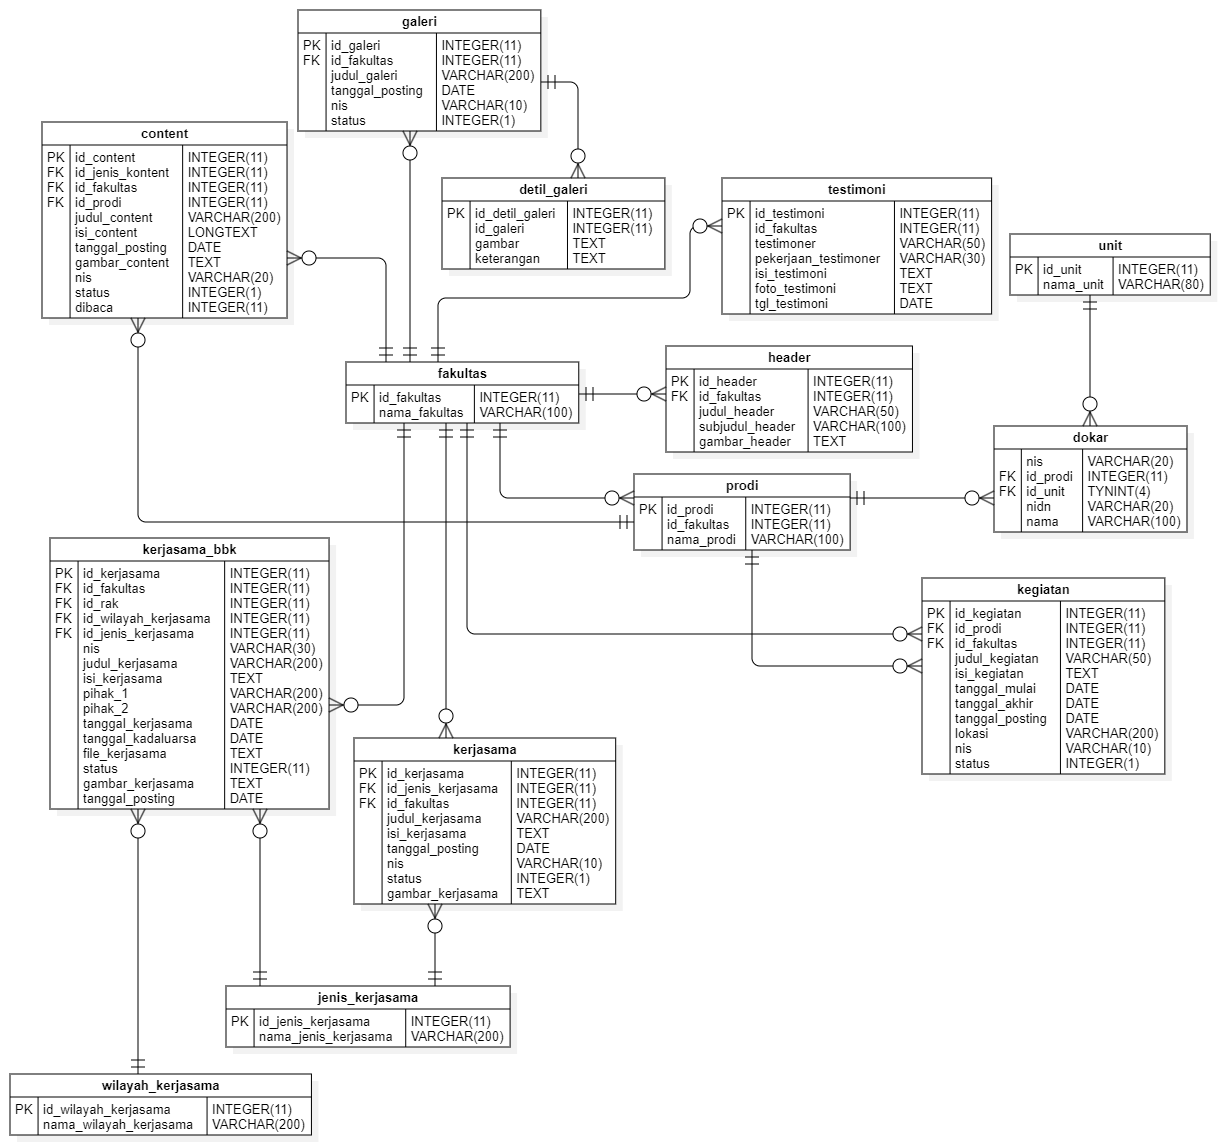 galeri
PK id_galeri INTEGER(11)
FK id_fakultas INTEGER(11)
judul_galeri VARCHAR(200)
tanggal_posting DATE
nis VARCHAR(10)
status INTEGER(1)
content
PK id_content INTEGER(11)
FK id_jenis_kontent INTEGER(11)
FK id_fakultas INTEGER(11)
FK id_prodi INTEGER(11)
judul_content VARCHAR(200)
isi_content LONGTEXT
tanggal_posting DATE
gambar_content TEXT
nis VARCHAR(20)
status INTEGER(1)
dibaca INTEGER(11)
detil_galeri
PK id_detil_galeri INTEGER(11)
id_galeri INTEGER(11)
gambar TEXT
keterangan TEXT
testimoni
PK id_testimoni INTEGER(11)
id_fakultas INTEGER(11)
testimoner VARCHAR(50)
pekerjaan_testimoner VARCHAR(30)
isi_testimoni TEXT
foto_testimoni TEXT
tgl_testimoni DATE
unit
PK id_unit INTEGER(11)
nama_unit VARCHAR(80)
fakultas
PK id_fakultas INTEGER(11)
nama_fakultas VARCHAR(100)
header
PK id_header INTEGER(11)
FK id_fakultas INTEGER(11)
judul_header VARCHAR(50)
subjudul_header VARCHAR(100)
gambar_header TEXT
dokar
nis VARCHAR(20)
FK id_prodi INTEGER(11)
FK id_unit TYNINT(4)
nidn VARCHAR(20)
nama VARCHAR(100)
prodi
PK id_prodi INTEGER(11)
id_fakultas INTEGER(11)
nama_prodi VARCHAR(100)
kerjasama_bbk
PK id_kerjasama INTEGER(11)
FK id_fakultas INTEGER(11)
FK id_rak INTEGER(11)
FK id_wilayah_kerjasama INTEGER(11)
FK id_jenis_kerjasama INTEGER(11)
nis VARCHAR(30)
judul_kerjasama VARCHAR(200)
isi_kerjasama TEXT
pihak_1 VARCHAR(200)
pihak_2 VARCHAR(200)
tanggal_kerjasama DATE
tanggal_kadaluarsa DATE
file_kerjasama TEXT
status INTEGER(11)
gambar_kerjasama TEXT
tanggal_posting DATE
kegiatan
PK id_kegiatan INTEGER(11)
FK id_prodi INTEGER(11)
FK id_fakultas INTEGER(11)
judul_kegiatan VARCHAR(50)
isi_kegiatan TEXT
tanggal_mulai DATE
tanggal_akhir DATE
tanggal_posting DATE
lokasi VARCHAR(200)
nis VARCHAR(10)
status INTEGER(1)
kerjasama
PK id_kerjasama INTEGER(11)
FK id_jenis_kerjasama INTEGER(11)
FK id_fakultas INTEGER(11)
judul_kerjasama VARCHAR(200)
isi_kerjasama TEXT
tanggal_posting DATE
nis VARCHAR(10)
status INTEGER(1)
gambar_kerjasama TEXT
jenis_kerjasama
PK id_jenis_kerjasama INTEGER(11)
nama_jenis_kerjasama VARCHAR(200)
wilayah_kerjasama
PK id_wilayah_kerjasama INTEGER(11)
nama_wilayah_kerjasama VARCHAR(200)